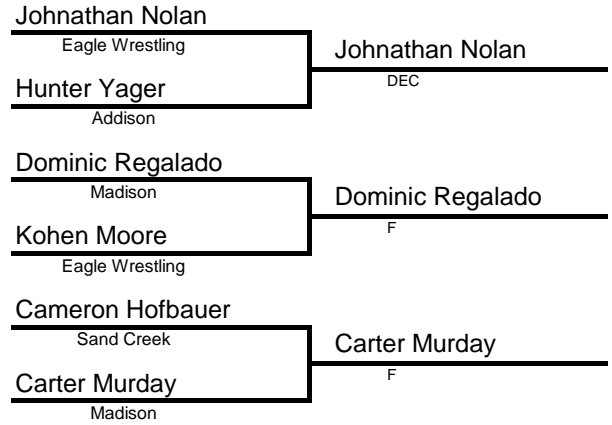 Johnathan Nolan
Eagle Wrestling
Johnathan Nolan
DEC
Hunter Yager
Addison
Dominic Regalado
Madison
Dominic Regalado
F
Kohen Moore
Eagle Wrestling
Cameron Hofbauer
Sand Creek
Carter Murday
F
Carter Murday
Madison